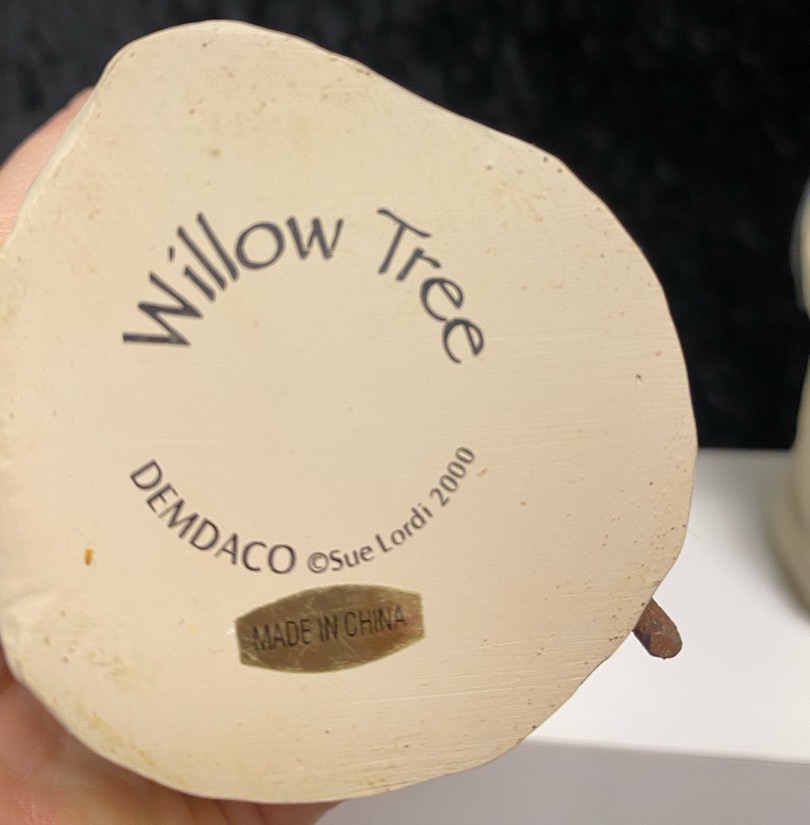 Willow Tree
DEMDACO ©Sue Lordi 2000
MADE IN CHINA